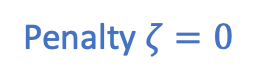 Penalty ζ = 0